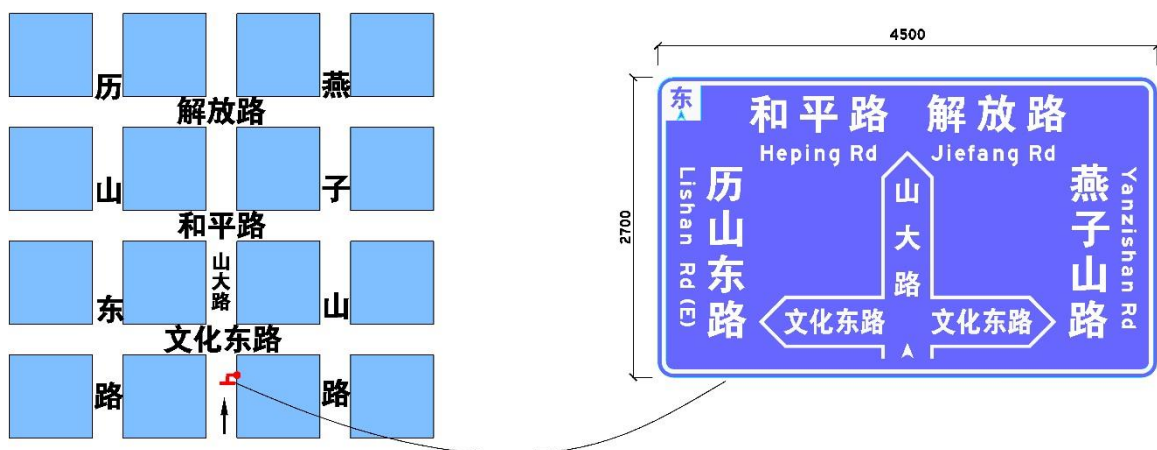 历
燕
解放路
山
子
和平路
山大路
东
山
文化东路
路
路
4500
2700
东
和平路 解放路
Heping Rd Jiefang Rd
历山东路
Lishan Rd (E)
山大路
燕子山路
Yanzishan Rd
文化东路 文化东路